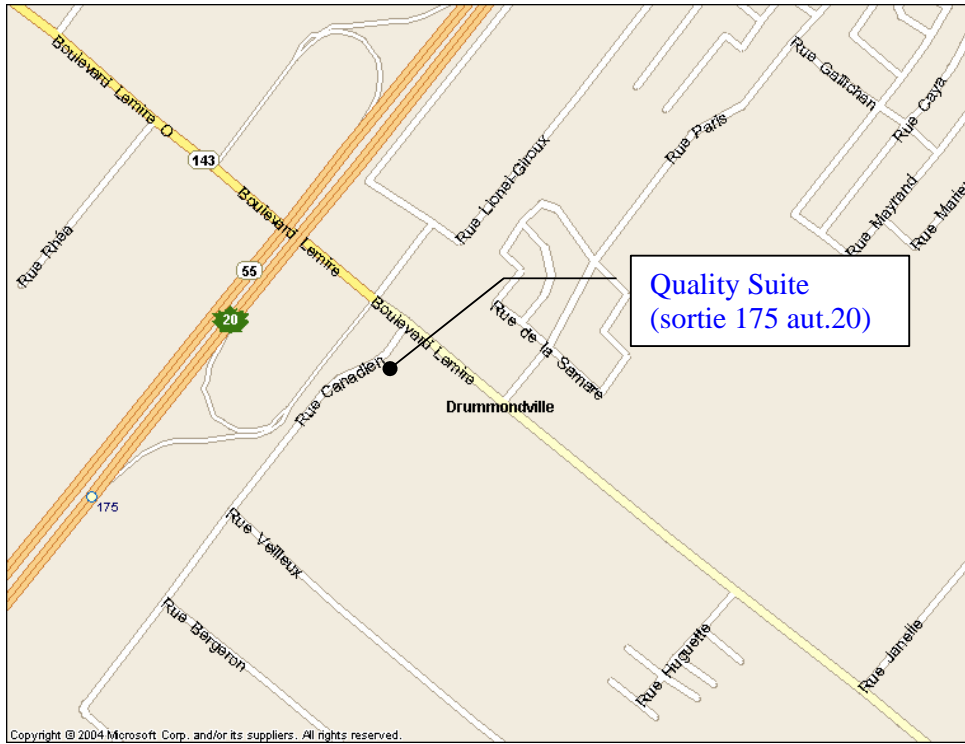 Boulevard Lemire O
143
Boulevard Lemire
55
20
175
Rue Rhéa
Rue Lionel-Giroux
Rue Paris
Rue Gailichan
Rue Caya
Rue Mayrand
Rue Marier
Quality Suite
(sortie 175 aut.20)
Boulevard Lemire
Rue de la Samare
Rue Canadien
Drummondville
Rue Veilleux
Rue Bergeron
Rue Huguette
Rue Janelle
Copyright © 2004 Microsoft Corp. and/or its suppliers. All rights reserved.